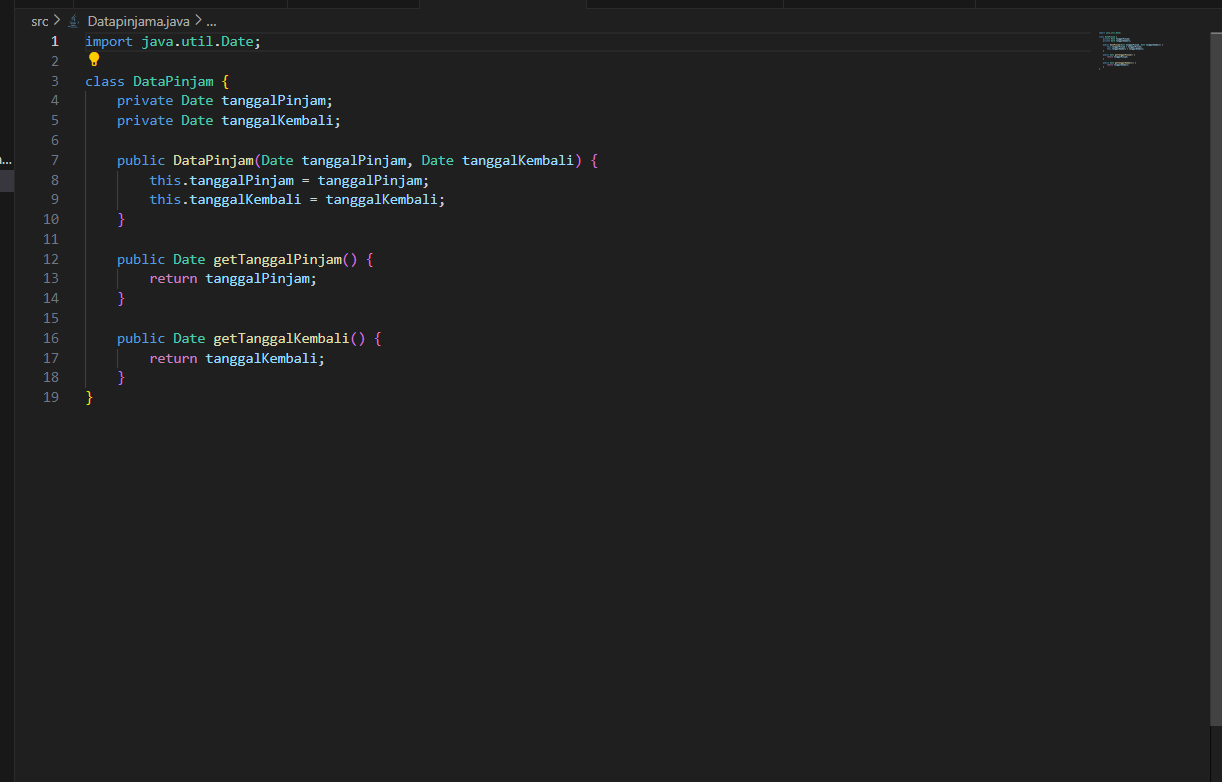 src > Datapinjama.java > ...
1 import java.util.Date;
2
3 class DataPinjam {
4     private Date tanggalPinjam;
5     private Date tanggalKembali;
6
7     public DataPinjam(Date tanggalPinjam, Date tanggalKembali) {
8         this.tanggalPinjam = tanggalPinjam;
9         this.tanggalKembali = tanggalKembali;
10     }
11
12     public Date getTanggalPinjam() {
13         return tanggalPinjam;
14     }
15
16     public Date getTanggalKembali() {
17         return tanggalKembali;
18     }
19 }